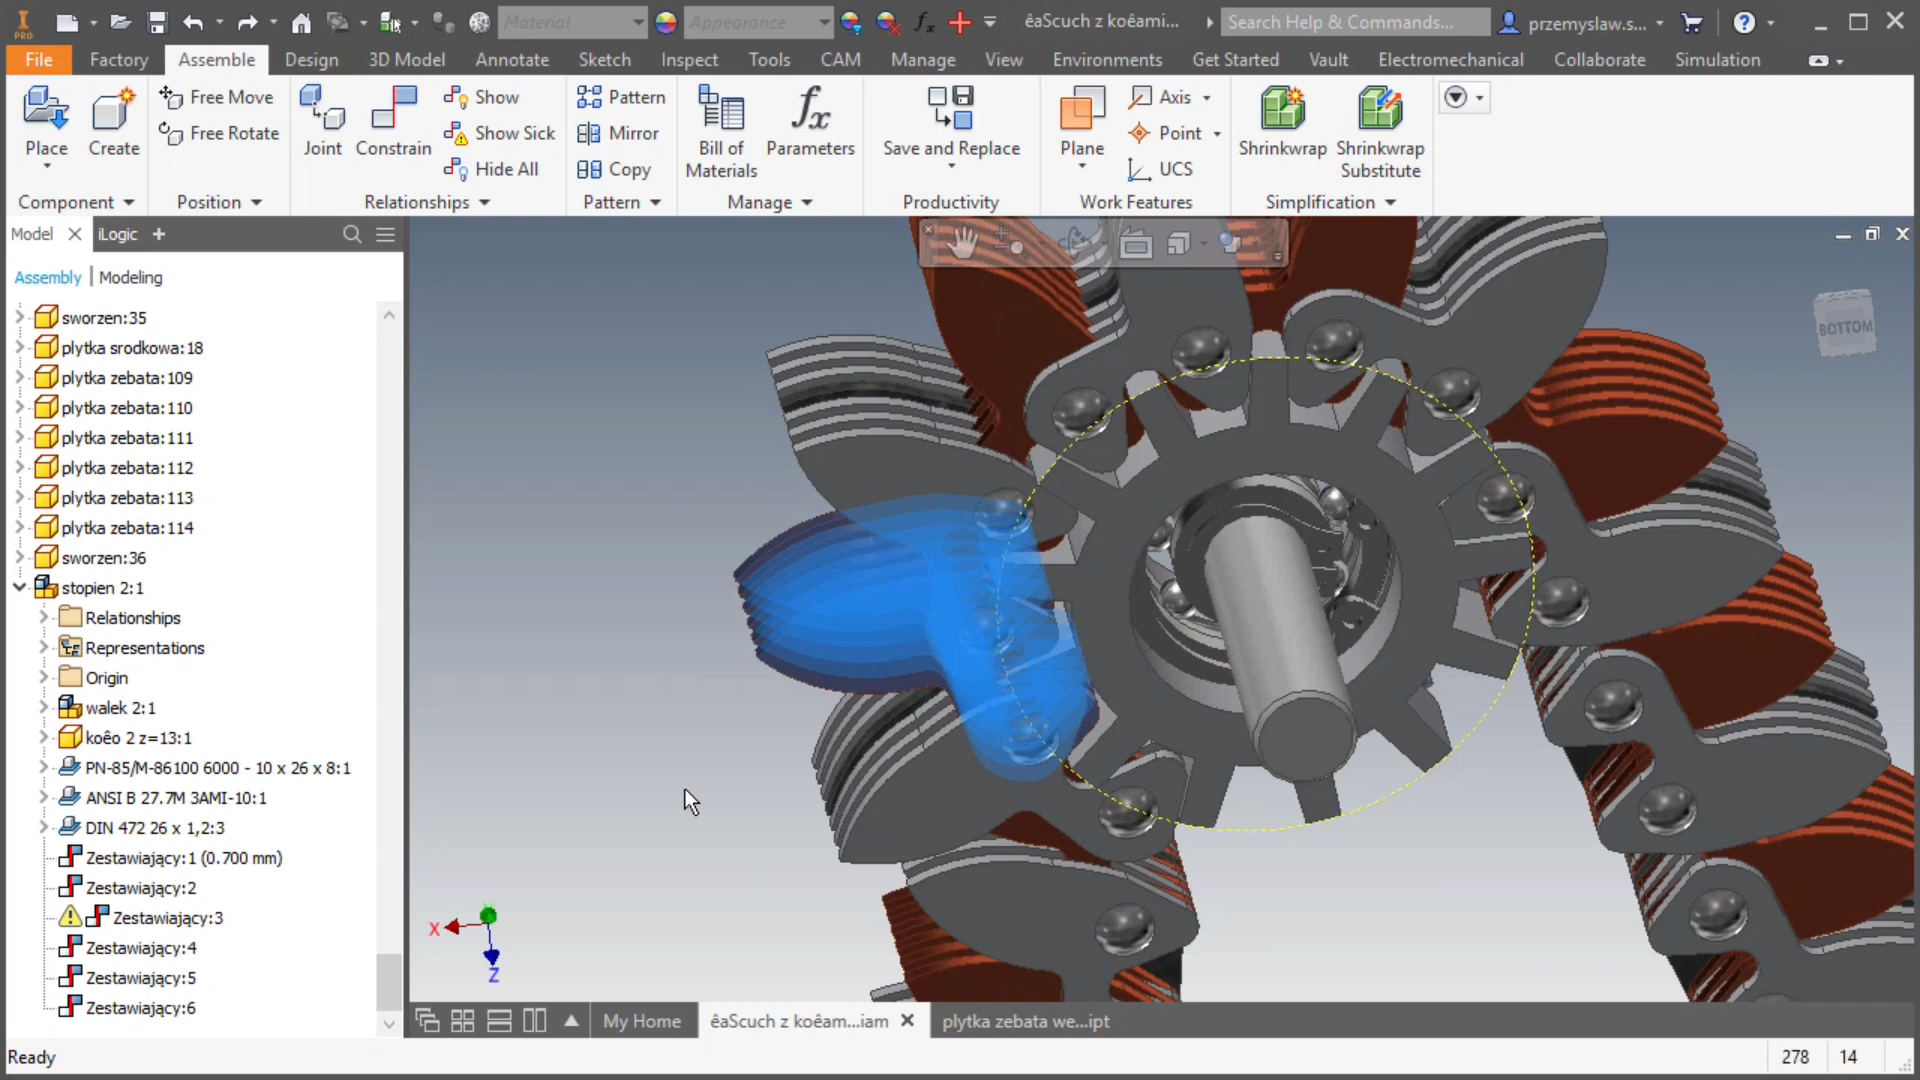 PRO
Material
Appearance
êaScuch z koêami...
Search Help & Commands...
przemyslaw.s...
File
Factory
Assemble
Design
3D Model
Annotate
Sketch
Inspect
Tools
CAM
Manage
View
Environments
Get Started
Vault
Electromechanical
Collaborate
Simulation
Place
Create
Free Move
Free Rotate
Joint
Constrain
Show
Show Sick
Hide All
Pattern
Mirror
Copy
Bill of
Materials
Parameters
Save and Replace
Plane
Axis
Point
UCS
Shrinkwrap
Shrinkwrap
Substitute
Component
Position
Relationships
Pattern
Manage
Productivity
Work Features
Simplification
Model
iLogic
Assembly
Modeling
sworzen:35
plytka srodkowa:18
plytka zebata:109
plytka zebata:110
plytka zebata:111
plytka zebata:112
plytka zebata:113
plytka zebata:114
sworzen:36
stopien 2:1
Relationships
Representations
Origin
walek 2:1
koêo 2 z=13:1
PN-85/M-86100 6000 - 10 x 26 x 8:1
ANSI B 27.7M 3AMI-10:1
DIN 472 26 x 1,2:3
Zestawiający:1 (0.700 mm)
Zestawiający:2
Zestawiający:3
Zestawiający:4
Zestawiający:5
Zestawiający:6
BOTTOM
X
Z
My Home
êaScuch z koêam...iam
plytka zebata we...ipt
Ready
278
14